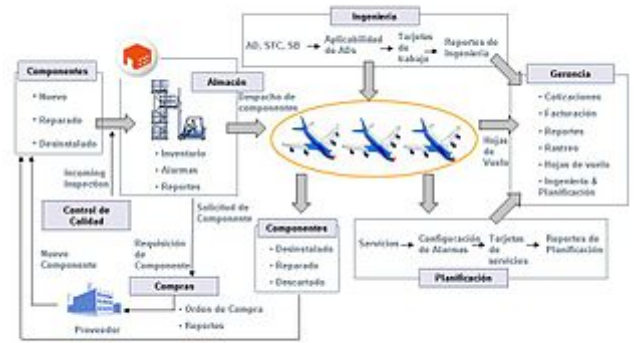 Ingeniería
AD, STC, SB
Aplicabilidad
de ADs
Tarjetas
de
trabajo
Reportes de
Ingeniería
Componentes
• Nuevo
• Reparado
• Desinstalado
Almacén
• Inventario
• Alarmas
• Reportes
Despacho de
componentes
Hojas
de
Vuelo
Gerencia
• Cotizaciones
• Facturación
• Reportes
• Rastreo
• Hojas de vuelo
• Ingeniería &
Planificación
Incoming
Inspection
Control de
Calidad
Solicitud de
Componente
Requisición
de
Componente
Nuevo
Componente
Componentes
• Desinstalado
• Reparado
• Descartado
Servicios
Configuración
de Alarmas
Tarjetas
de
servicios
Reportes de
Planificación
Planificación
Compras
• Orden de Compra
• Reportes
Proveedor